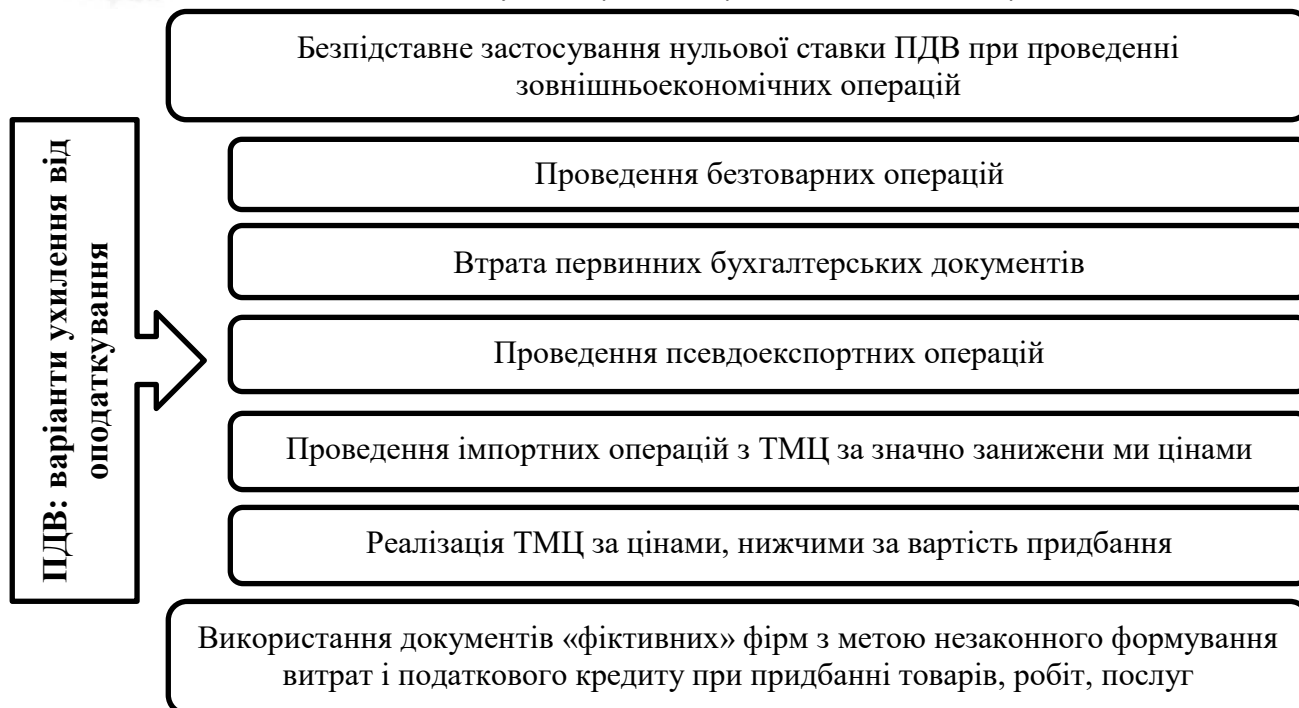 Безпідставне застосування нульової ставки ПДВ при проведенні
зовнішньоекономічних операцій
ПДВ: варіанти ухилення від
оподаткування
Проведення безтоварних операцій
Втрата первинних бухгалтерських документів
Проведення псевдоекспортних операцій
Проведення імпортних операцій з ТМЦ за значно занижени ми цінами
Реалізація ТМЦ за цінами, нижчими за вартість придбання
Використання документів «фіктивних» фірм з метою незаконного формування
витрат і податкового кредиту при придбанні товарів, робіт, послуг